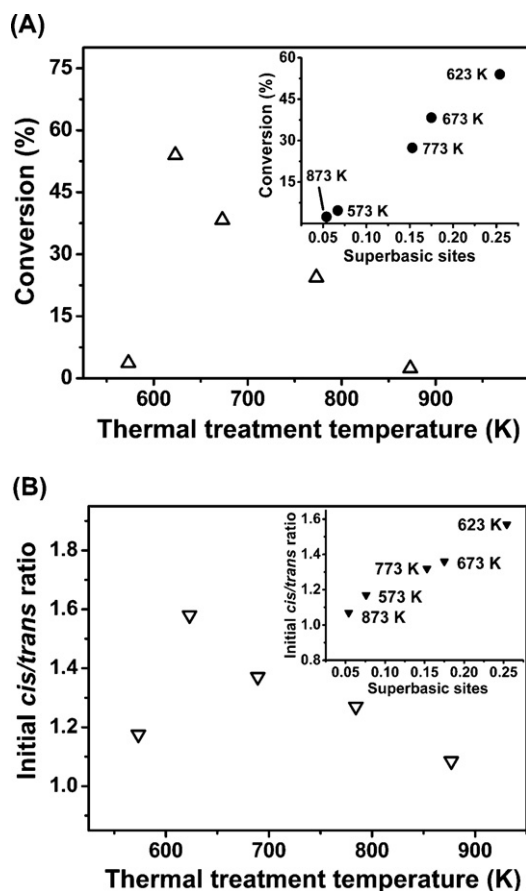 (A)
Conversion (%)
75
60
45
30
15
0
600 700 800 900
Thermal treatment temperature (K)
Conversion (%)
60
45
30
15
623 K
673 K
773 K
873 K
573 K
0.05 0.10 0.15 0.20 0.25
Superbasic sites
(B)
Initial cis/trans ratio
1.8
1.6
1.4
1.2
1.0
600 700 800 900
Thermal treatment temperature (K)
Initial cis/trans ratio
1.6
1.4
1.2
1.0
0.8
623 K
773 K
673 K
573 K
873 K
0.05 0.10 0.15 0.20 0.25
Superbasic sites